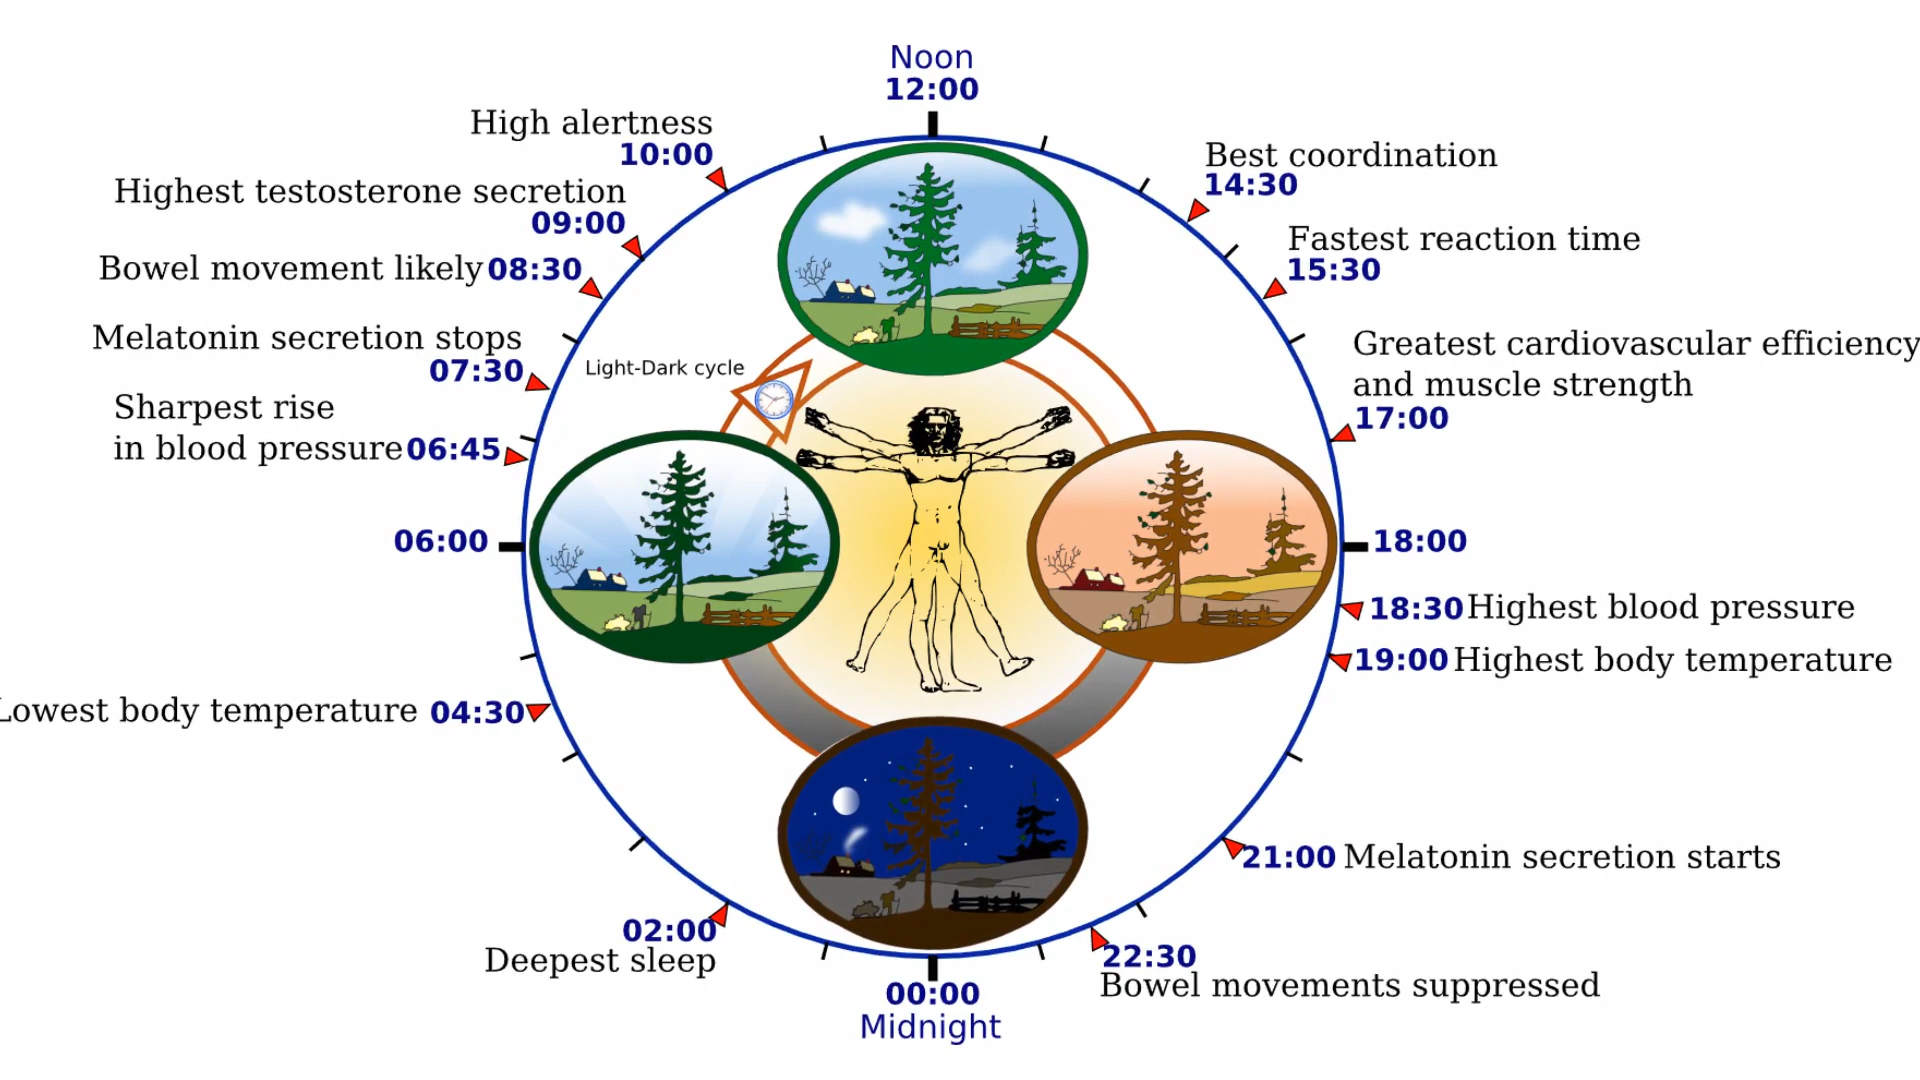 Noon
12:00
High alertness
10:00
Best coordination
14:30
Highest testosterone secretion
09:00
Fastest reaction time
15:30
Bowel movement likely 08:30
Melatonin secretion stops
07:30
Light-Dark cycle
Greatest cardiovascular efficiency
and muscle strength
17:00
Sharpest rise
in blood pressure 06:45
06:00
18:00
18:30 Highest blood pressure
19:00 Highest body temperature
Lowest body temperature 04:30
21:00 Melatonin secretion starts
02:00
Deepest sleep
22:30
Bowel movements suppressed
00:00
Midnight